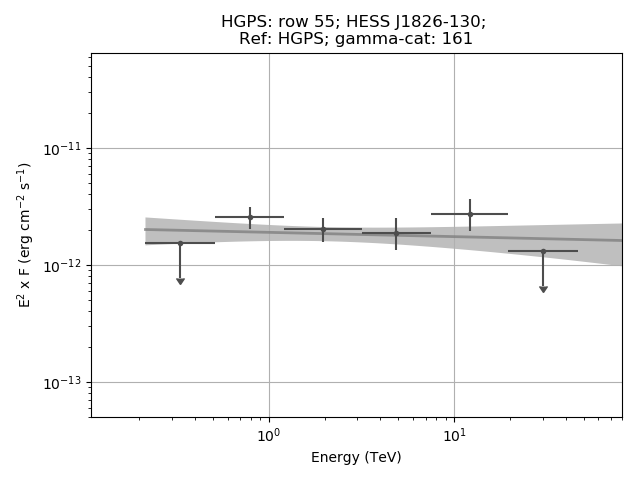 HGPS: row 55; HESS J1826-130;
Ref: HGPS; gamma-cat: 161
E² x F (erg cm⁻² s⁻¹)
10⁻¹¹
10⁻¹²
10⁻¹³
10⁰ 10¹
Energy (TeV)